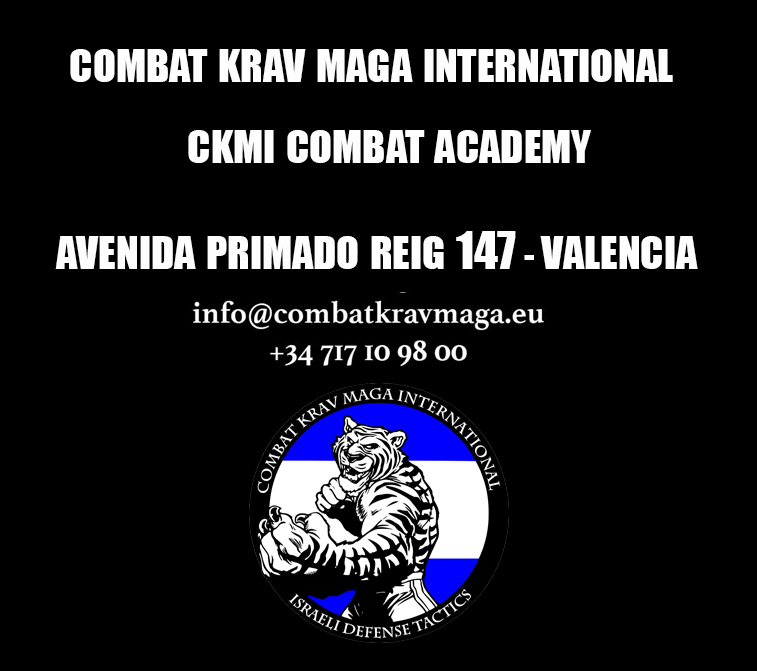 COMBAT KRAV MAGA INTERNATIONAL
CKMI COMBAT ACADEMY
AVENIDA PRIMADO REIG 147 - VALENCIA
info@combatkravmaga.eu
+34 717 10 98 00
COMBAT KRAV MAGA INTERNATIONAL
ISRAELI DEFENSE TACTICS